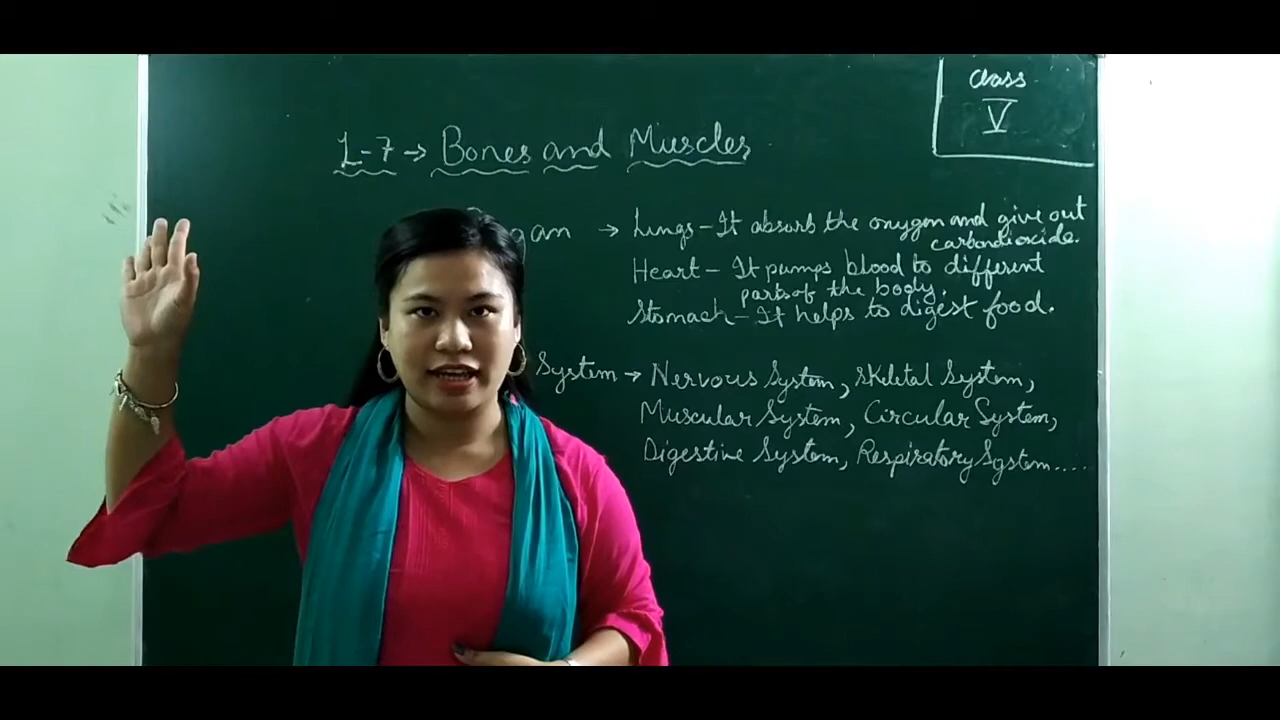 Class
V
L-7 → Bones and Muscles
gan → Lungs - It absorb the oxygen and give out
carbondioxide.
Heart - It pumps blood to different
parts of the body.
Stomach - It helps to digest food.
System → Nervous System, Skeletal System,
Muscular System, Circular System,
Digestive System, Respiratory System....